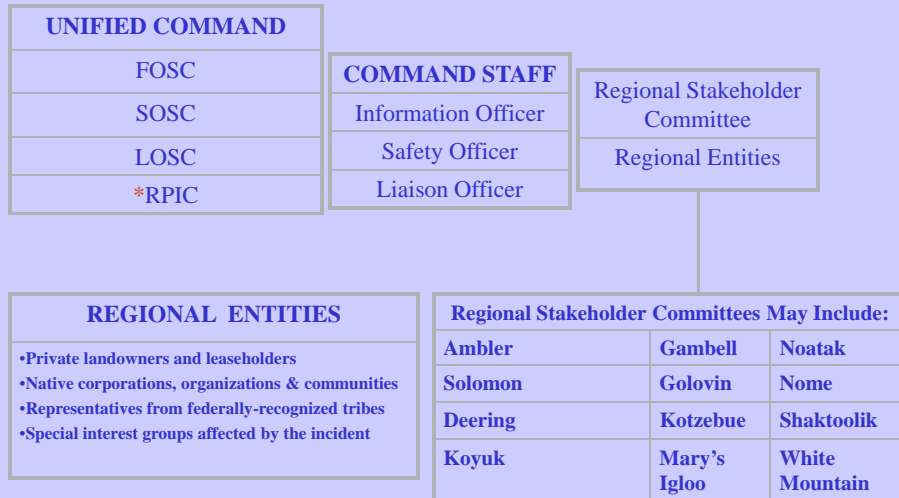 UNIFIED COMMAND
FOSC
SOSC
LOSC
*RPIC
COMMAND STAFF
Information Officer
Safety Officer
Liaison Officer
Regional Stakeholder
Committee
Regional Entities
REGIONAL ENTITIES
•Private landowners and leaseholders
•Native corporations, organizations & communities
•Representatives from federally-recognized tribes
•Special interest groups affected by the incident
Regional Stakeholder Committees May Include:
Ambler Gambell Noatak
Solomon Golovin Nome
Deering Kotzebue Shaktoolik
Koyuk Mary's White
Igloo Mountain